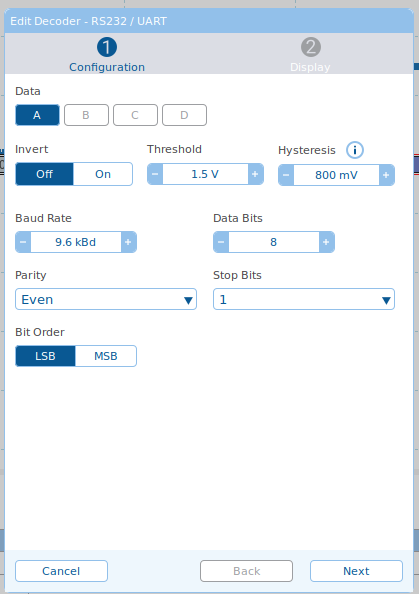 Edit Decoder - RS232 / UART
1 2
Configuration Display
Data
A B C D
Invert Threshold Hysteresis i
Off On − 1.5 V + − 800 mV +
Baud Rate Data Bits
− 9.6 kBd + − 8 +
Parity Stop Bits
Even 1
Bit Order
LSB MSB
Cancel Back Next